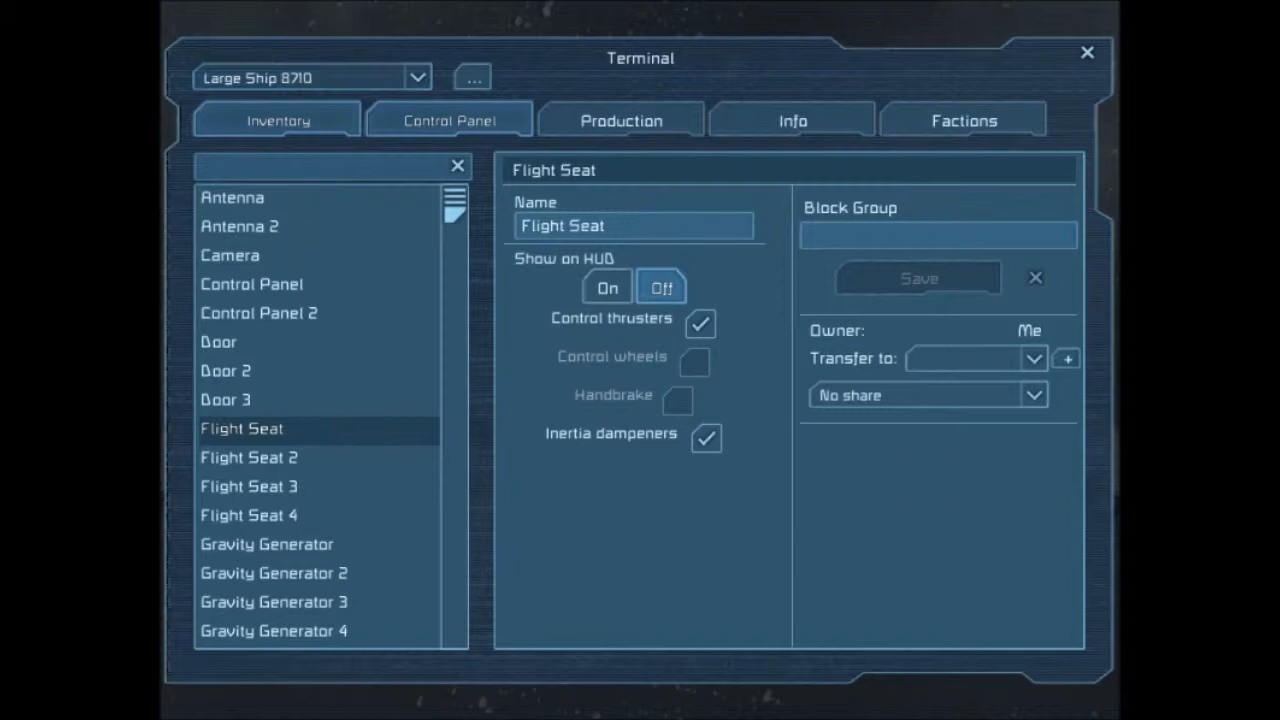 Terminal
Large Ship 8710
...
Inventory
Control Panel
Production
Info
Factions
Antenna
Antenna 2
Camera
Control Panel
Control Panel 2
Door
Door 2
Door 3
Flight Seat
Flight Seat 2
Flight Seat 3
Flight Seat 4
Gravity Generator
Gravity Generator 2
Gravity Generator 3
Gravity Generator 4
Flight Seat
Name
Flight Seat
Show on HUD
On Off
Control thrusters
Control wheels
Handbrake
Inertia dampeners
Block Group
Save
Owner: Me
Transfer to:
+
No share